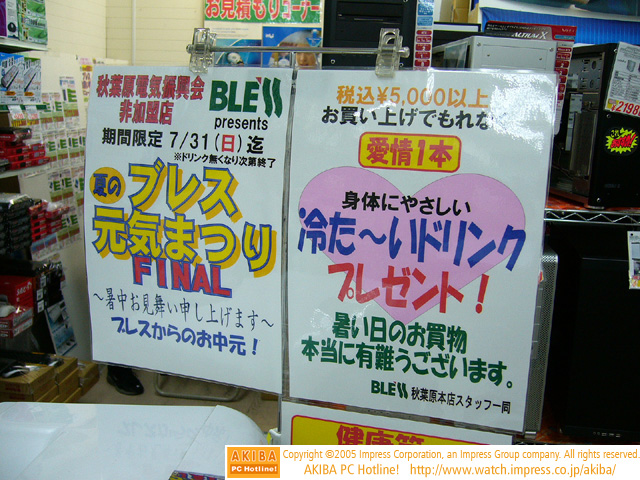 お見積もりコーナー
秋葉原電気振興会
非加盟店
BLE'SS
presents
期間限定 7/31(日)迄
※ドリンク無くなり次第終了
夏の
ブレス
元気まつり
FINAL
～暑中お見舞い申し上げます～
ブレスからのお中元！
税込¥5,000以上
お買い上げでもれな
愛情1本
身体にやさしい
冷た～いドリンク
プレゼント！
暑い日のお買物
本当に有難うございます。
BLE'SS 秋葉原本店スタッフ一同
AKIBA
PC Hotline!
Copyright ©2005 Impress Corporation, an Impress Group company. All rights reserved.
AKIBA PC Hotline! http://www.watch.impress.co.jp/akiba/